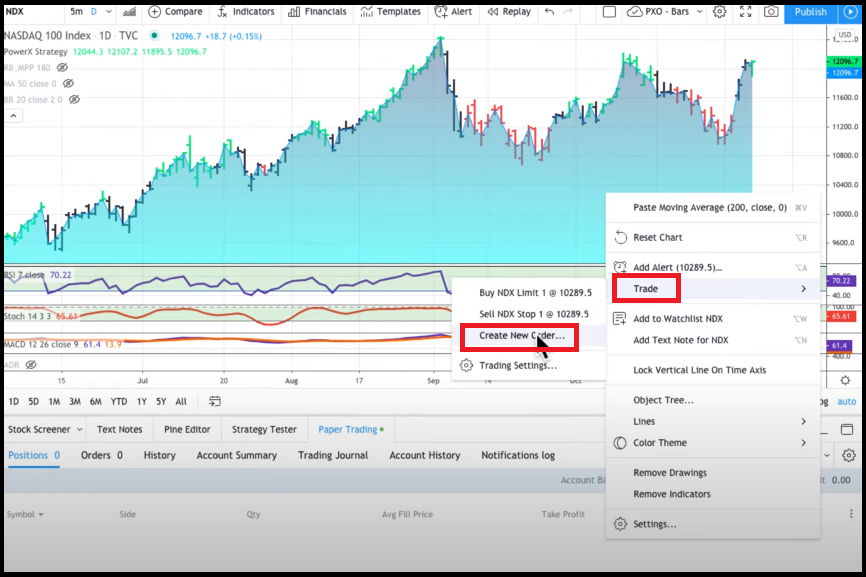 NDX 5m D Compare Indicators Financials Templates Alert Replay PXO - Bars Publish
NASDAQ 100 Index · 1D · TVC 12096.7 +18.7 (+0.15%)
USD
PowerX Strategy 12044.3 12107.2 11895.5 12096.7
12096.7
RB_MPP 180
12096.7
MA 50 close 0
BB 20 close 2 0
11600.0
11200.0
10800.0
10400.0
10000.0
9600.0
Paste Moving Average (200, close, 0) ⌘V
Reset Chart ⌥R
Add Alert (10289.5)... ⌥A
Trade
Add to Watchlist NDX ⌥W
Add Text Note for NDX ⌥N
Lock Vertical Line On Time Axis
Object Tree...
Lines
Color Theme
Remove Drawings
Remove Indicators
Settings...
Buy NDX Limit 1 @ 10289.5
Sell NDX Stop 1 @ 10289.5
Create New Order...
Trading Settings...
RSI 7 close 70.22
70.22
40.00
Stoch 14 3 3 65.61
65.61
MACD 12 26 close 9 61.4 13.9
61.4
ADR
15 Jul 20 Aug 18 Sep 15 Oct
1D 5D 1M 3M 6M YTD 1Y 5Y All
og auto
Stock Screener Text Notes Pine Editor Strategy Tester Paper Trading
Positions 0 Orders 0 History Account Summary Trading Journal Account History Notifications log
Account Ba
it 0.00
Symbol Side Qty Avg Fill Price Take Profit